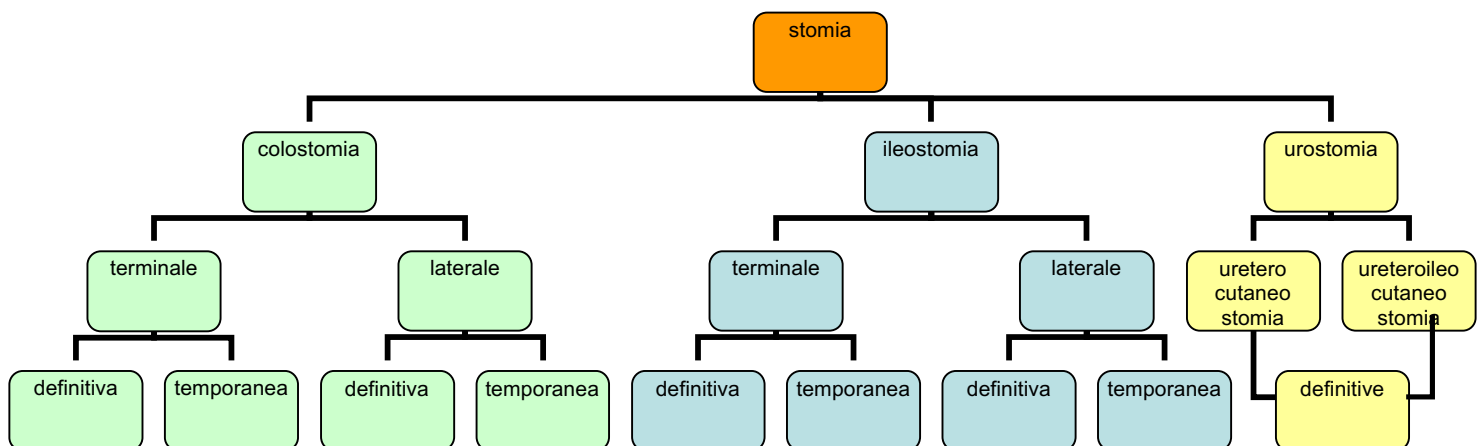 stomia
colostomia
ileostomia
urostomia
terminale
laterale
terminale
laterale
uretero
cutaneo
stomia
ureteroileo
cutaneo
stomia
definitiva
temporanea
definitiva
temporanea
definitiva
temporanea
definitiva
temporanea
definitive